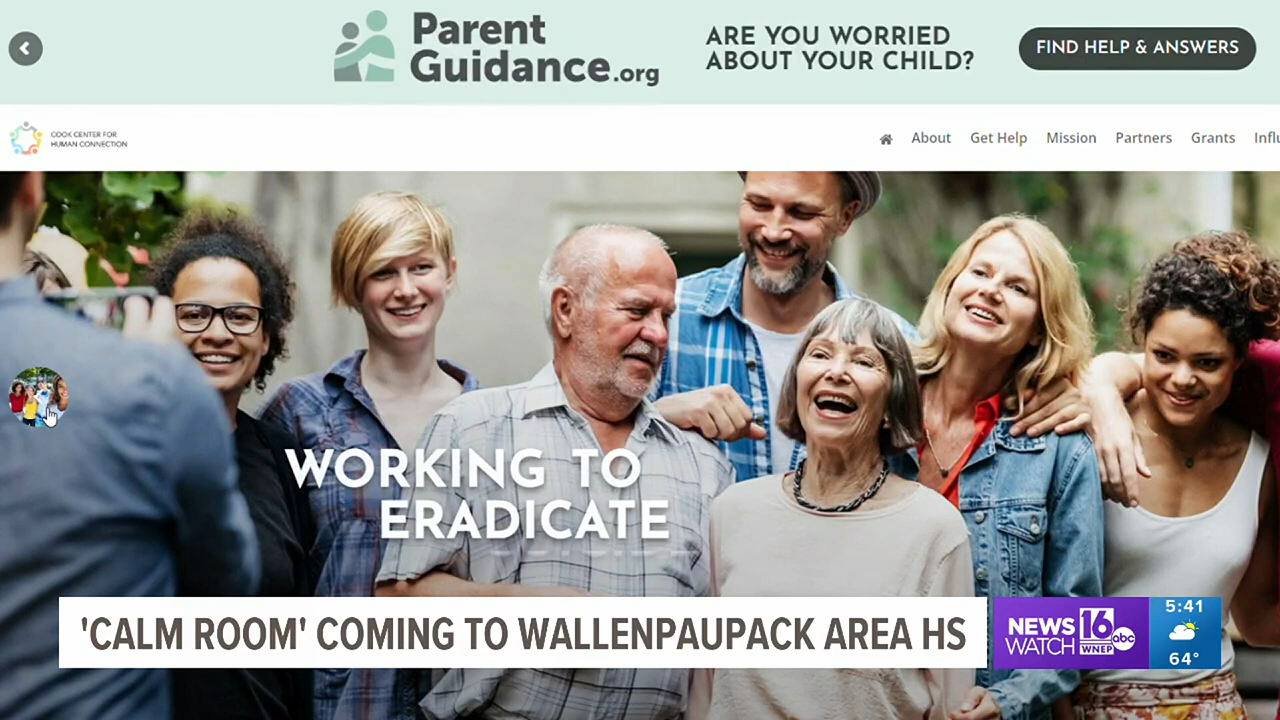 Parent
Guidance.org
ARE YOU WORRIED
ABOUT YOUR CHILD?
FIND HELP & ANSWERS
COOK CENTER FOR
HUMAN CONNECTION
About Get Help Mission Partners Grants Influ
WORKING TO
ERADICATE
'CALM ROOM' COMING TO WALLENPAUPACK AREA HS
NEWS
WATCH
16
WNEP
abc
5:41
64°